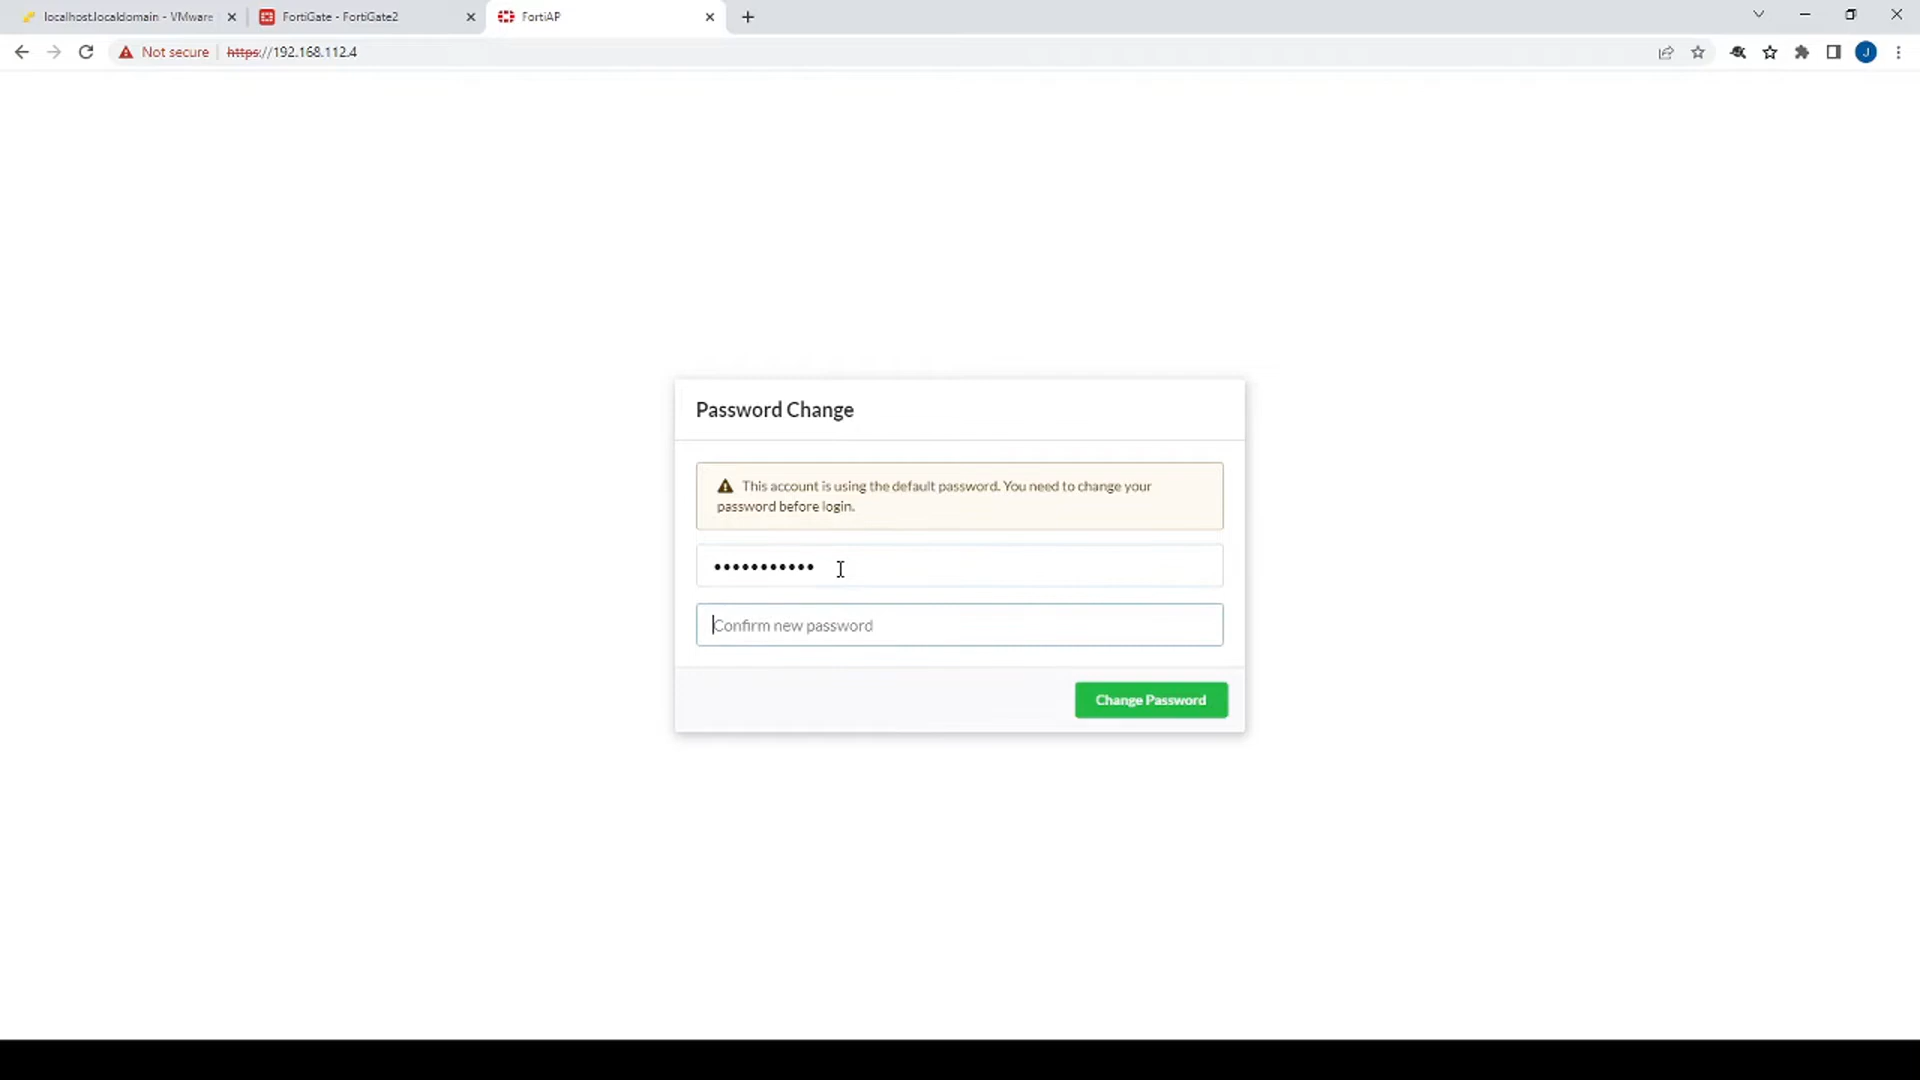 localhost.localdomain - VMware
FortiGate - FortiGate2
FortiAP
Not secure
https://192.168.112.4
J
Password Change
This account is using the default password. You need to change your
password before login.
•••••••••••
Confirm new password
Change Password